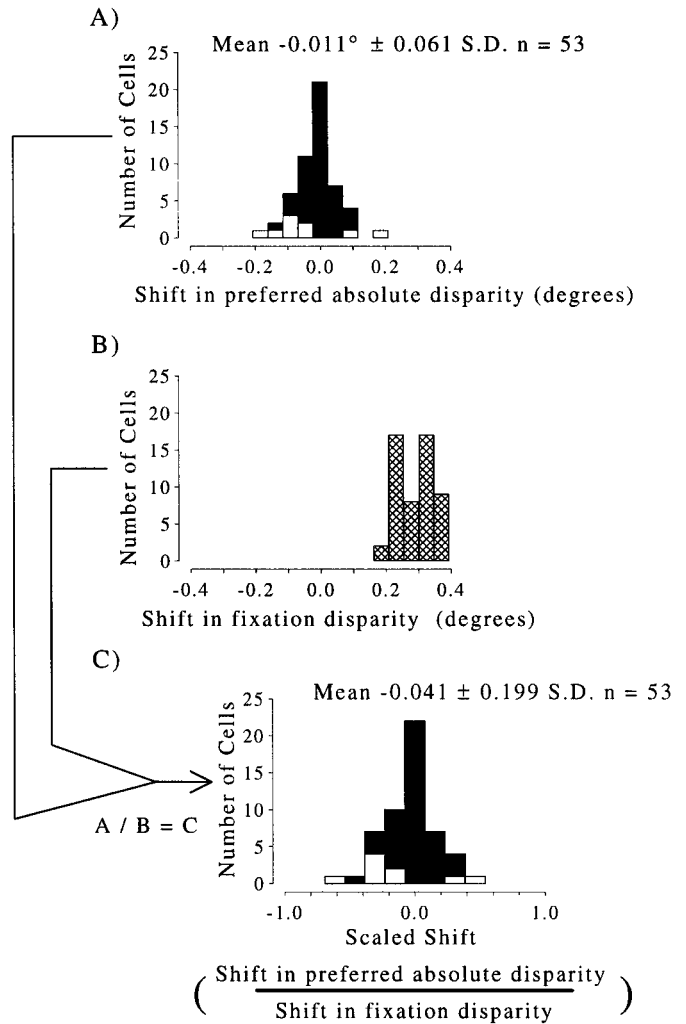 A)
Mean -0.011° ± 0.061 S.D. n = 53
Number of Cells
25
20
15
10
5
0
-0.4 -0.2 0.0 0.2 0.4
Shift in preferred absolute disparity (degrees)
B)
Number of Cells
25
20
15
10
5
0
-0.4 -0.2 0.0 0.2 0.4
Shift in fixation disparity (degrees)
C)
Mean -0.041 ± 0.199 S.D. n = 53
Number of Cells
25
20
15
10
5
0
A / B = C
-1.0 0.0 1.0
Scaled Shift
( Shift in preferred absolute disparity )
Shift in fixation disparity